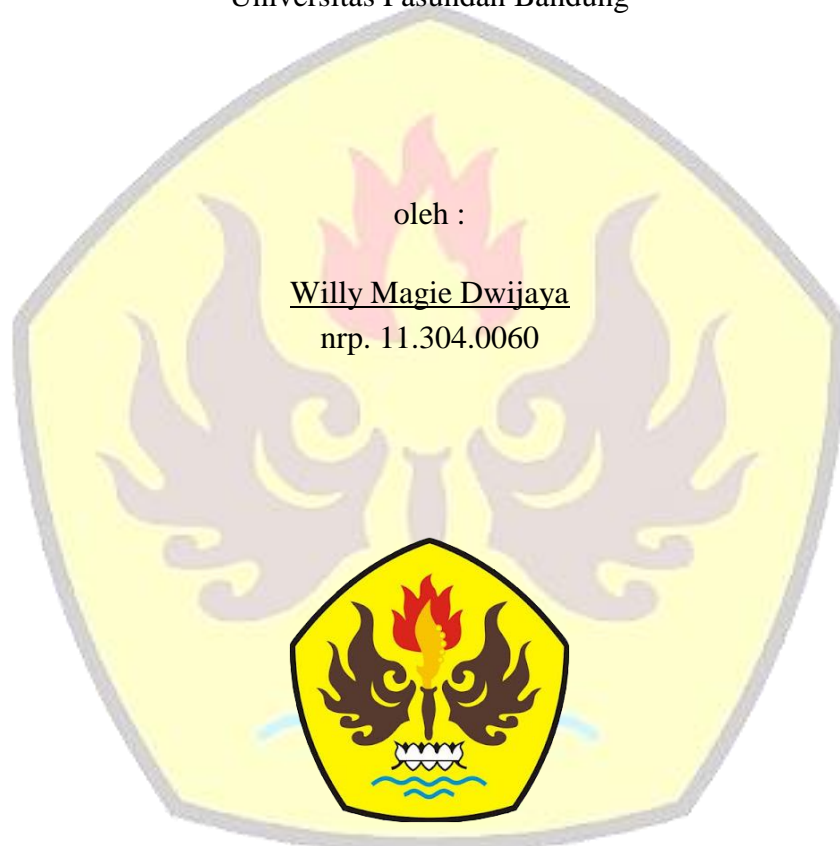 Universitas Pasundan Bandung
oleh :
Willy Magie Dwijaya
nrp. 11.304.0060